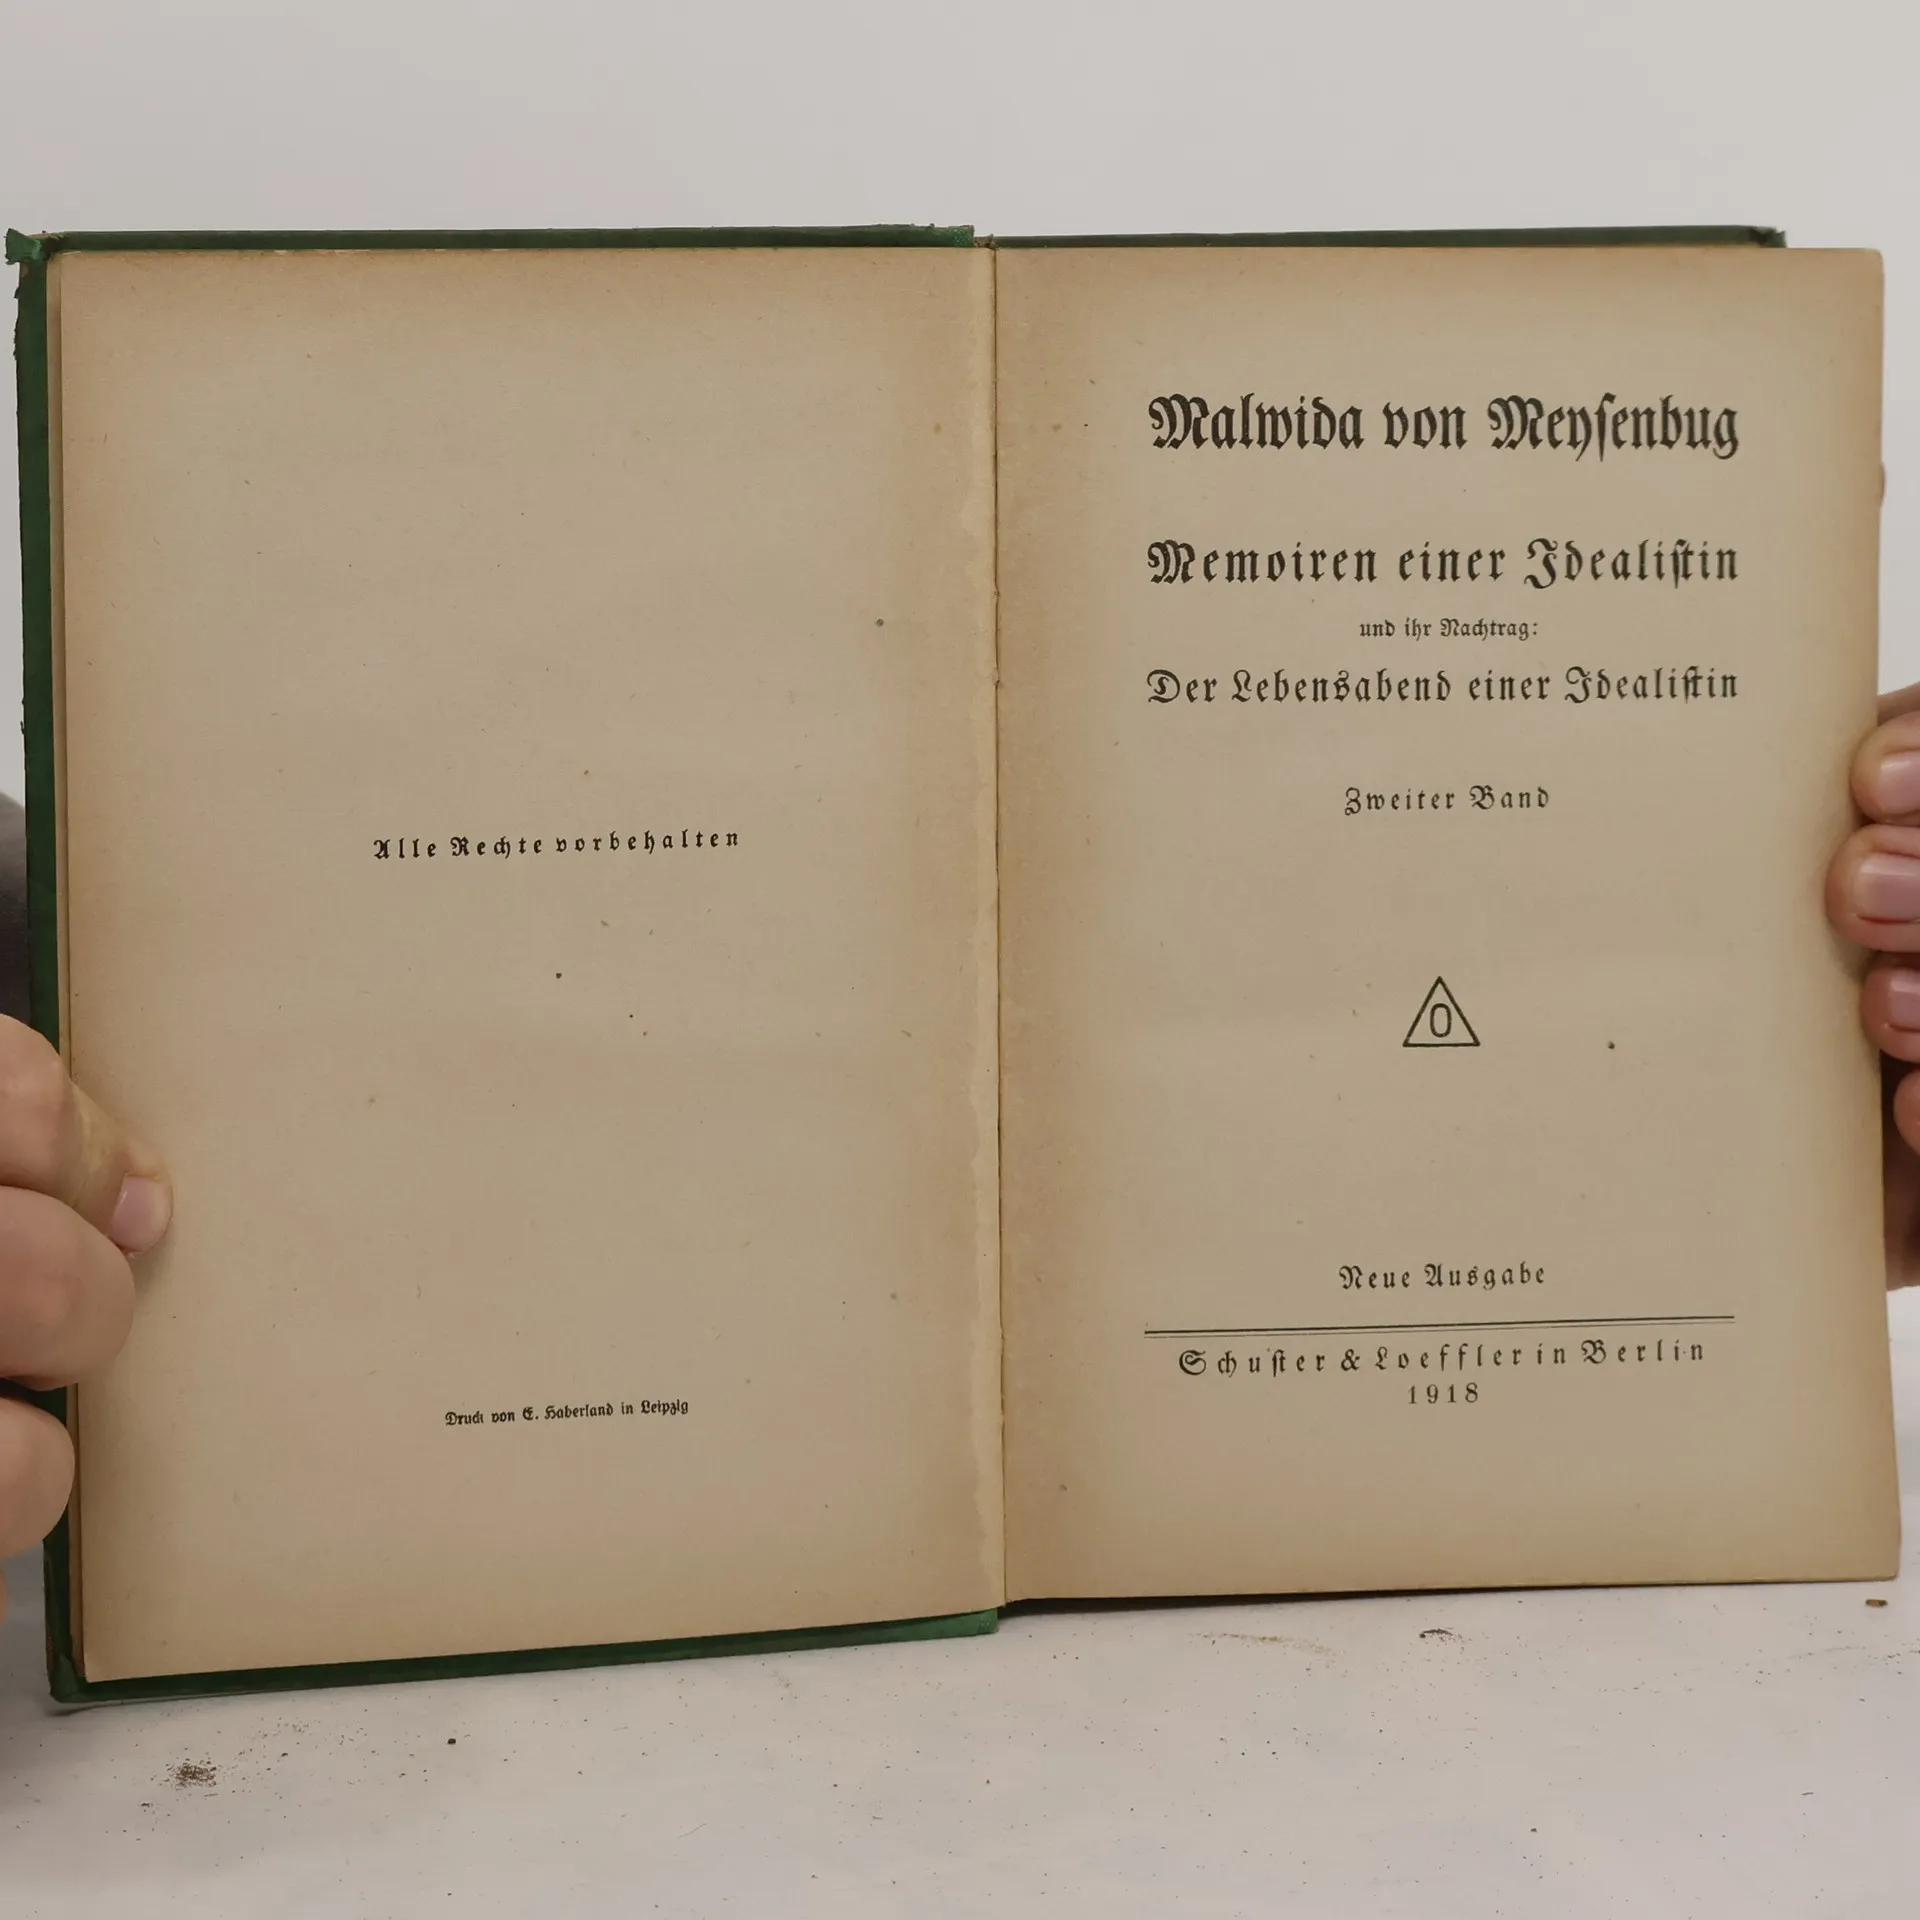 Alle Rechte vorbehalten
Druck von E. Haberland in Leipzig
Malwida von Meyſenbug
Memoiren einer Idealiſtin
und ihr Nachtrag:
Der Lebensabend einer Idealiſtin
Zweiter Band
O
Neue Ausgabe
Schuſter & Loeffler in Berlin
1918